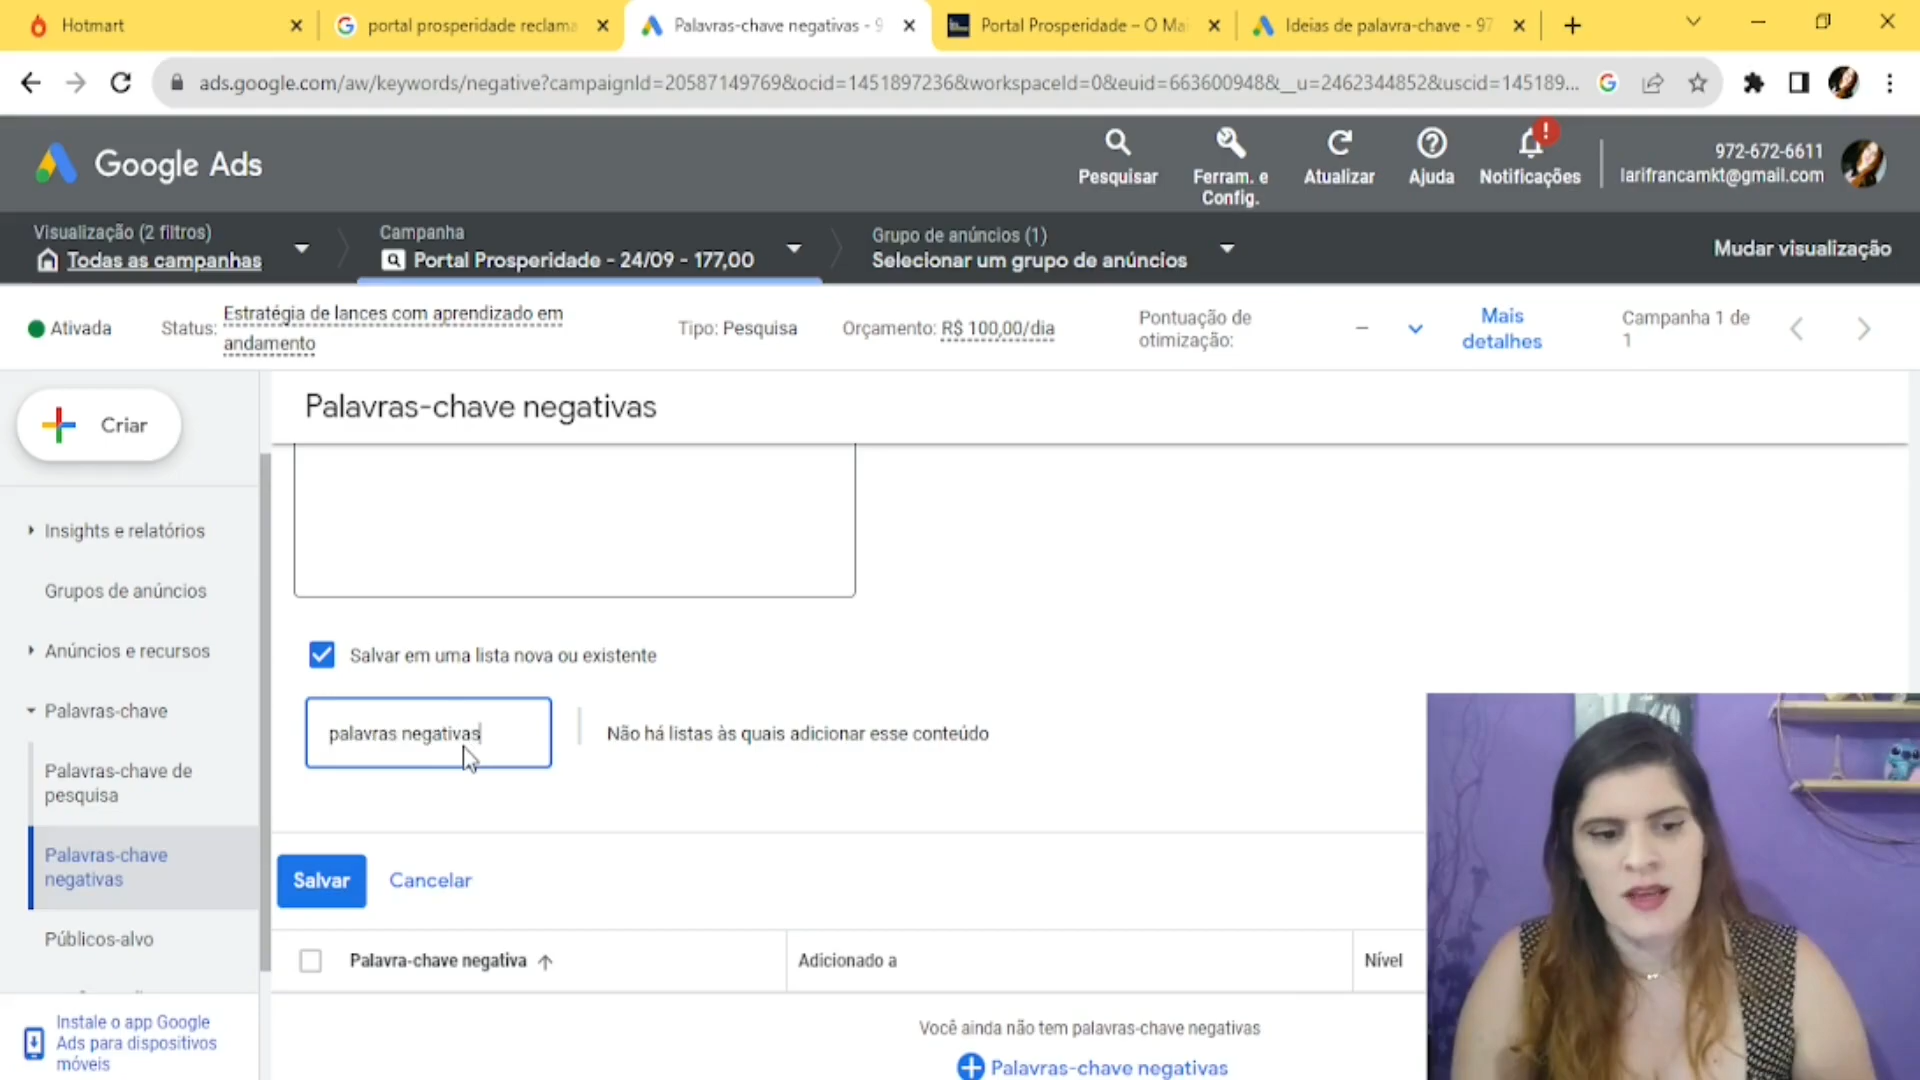 Hotmart
portal prosperidade reclama
Palavras-chave negativas - 9
Portal Prosperidade – O Ma
Ideias de palavra-chave - 97
ads.google.com/aw/keywords/negative?campaignId=20587149769&ocid=1451897236&workspaceId=0&euid=663600948&__u=2462344852&uscid=145189...
Google Ads
Pesquisar
Ferram. e
Config.
Atualizar
Ajuda
Notificações
972-672-6611
larifrancamkt@gmail.com
Visualização (2 filtros)
Todas as campanhas
Campanha
Portal Prosperidade - 24/09 - 177,00
Grupo de anúncios (1)
Selecionar um grupo de anúncios
Mudar visualização
Ativada
Status: Estratégia de lances com aprendizado em
andamento
Tipo: Pesquisa
Orçamento: R$ 100,00/dia
Pontuação de
otimização:
–
Mais
detalhes
Campanha 1 de
1
Criar
Palavras-chave negativas
Insights e relatórios
Grupos de anúncios
Anúncios e recursos
Palavras-chave
Palavras-chave de
pesquisa
Palavras-chave
negativas
Públicos-alvo
Instale o app Google
Ads para dispositivos
móveis
Salvar em uma lista nova ou existente
palavras negativas
Não há listas às quais adicionar esse conteúdo
Salvar
Cancelar
Palavra-chave negativa
Adicionado a
Nível
Você ainda não tem palavras-chave negativas
Palavras-chave negativas